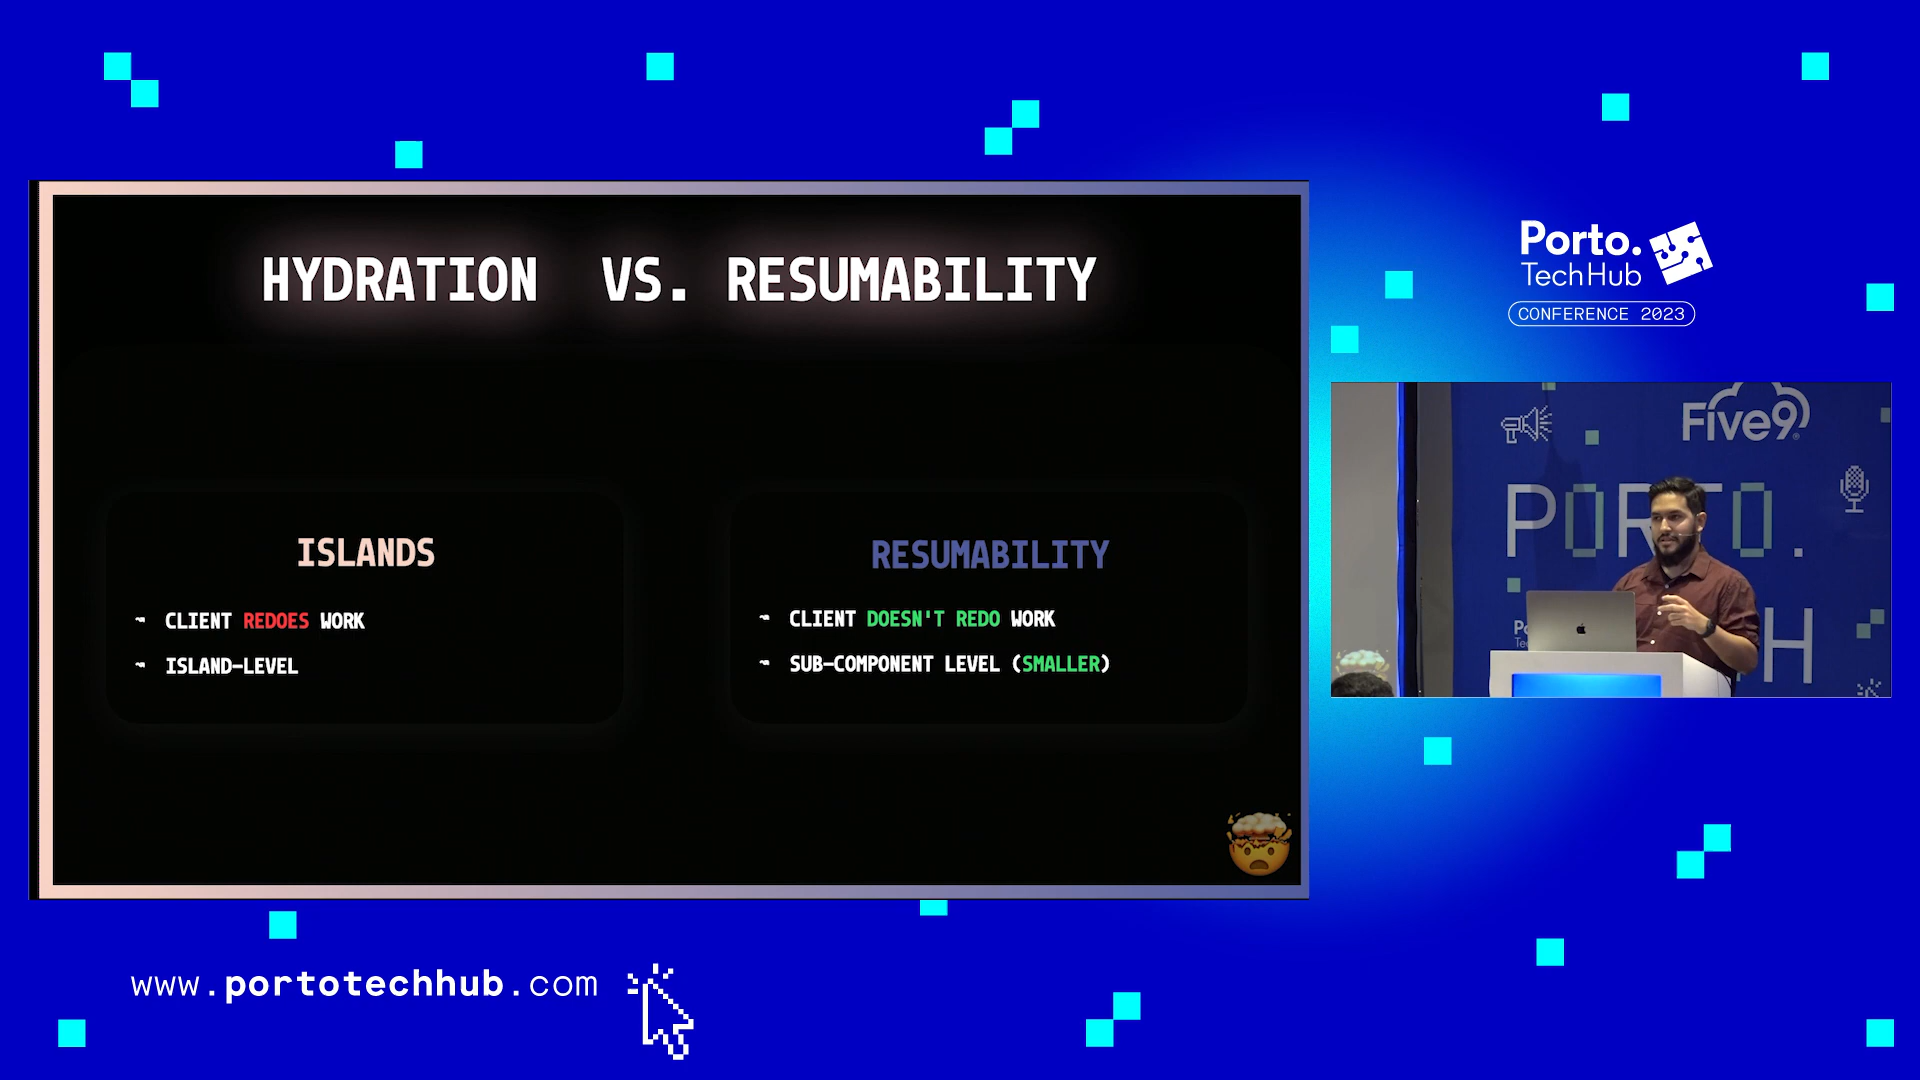 HYDRATION VS. RESUMABILITY
ISLANDS
~ CLIENT REDOES WORK
~ ISLAND-LEVEL
RESUMABILITY
~ CLIENT DOESN'T REDO WORK
~ SUB-COMPONENT LEVEL (SMALLER)
Porto.
TechHub
CONFERENCE 2023
Five9
PORTO.
H
www.portotechhub.com